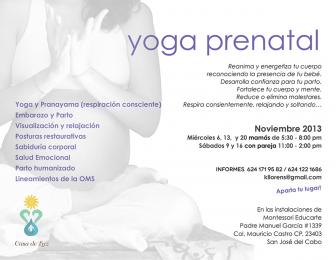 yoga prenatal
Reanima y energetiza tu cuerpo
reconociendo la presencia de tu bebé.
Desarrolla confianza para tu parto.
Fortalece tu cuerpo y mente.
Reduce o elimina malestares.
Respira consientemente, relajando y soltando...
Yoga y Pranayama (respiración consciente)
Embarazo y Parto
Visualización y relajación
Posturas restaurativas
Sabiduría corporal
Salud Emocional
Parto humanizado
Lineamientos de la OMS
Noviembre 2013
Miércoles 6, 13, y 20 mamás de 5:30 - 8:00 pm
Sábados 9 y 16 con pareja 11:00 - 2:00 pm
INFORMES 624 171 95 82 / 624 122 1686
kllorens@gmail.com
Aparta tu lugar!
En las instalaciones de
Montessori Educarte
Padre Manuel García #1339
Col. Mauricio Castro CP. 23403
San José del Cabo
Casa de Luz